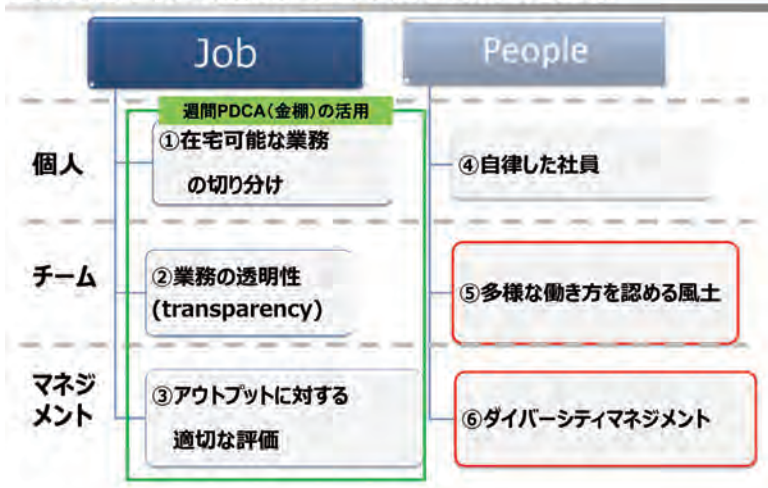 Job
People
週間PDCA(金棚)の活用
個人
①在宅可能な業務
の切り分け
④自律した社員
チーム
②業務の透明性
(transparency)
⑤多様な働き方を認める風土
マネジ
メント
③アウトプットに対する
適切な評価
⑥ダイバーシティマネジメント